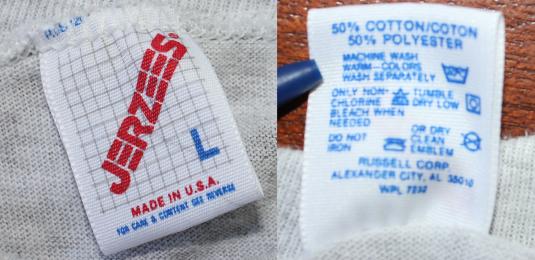 JERZEES.
L
MADE IN U.S.A.
FOR CARE & CONTENT SEE REVERSE
50% COTTON/COTON
50% POLYESTER
MACHINE WASH
WARM-COLORS
WASH SEPARATELY
ONLY NON-
CHLORINE
BLEACH WHEN
NEEDED
TUMBLE
DRY LOW
DO NOT
IRON
OR DRY
CLEAN
EMBLEM
RUSSELL CORP.
ALEXANDER CITY, AL 35010
WPL 7232